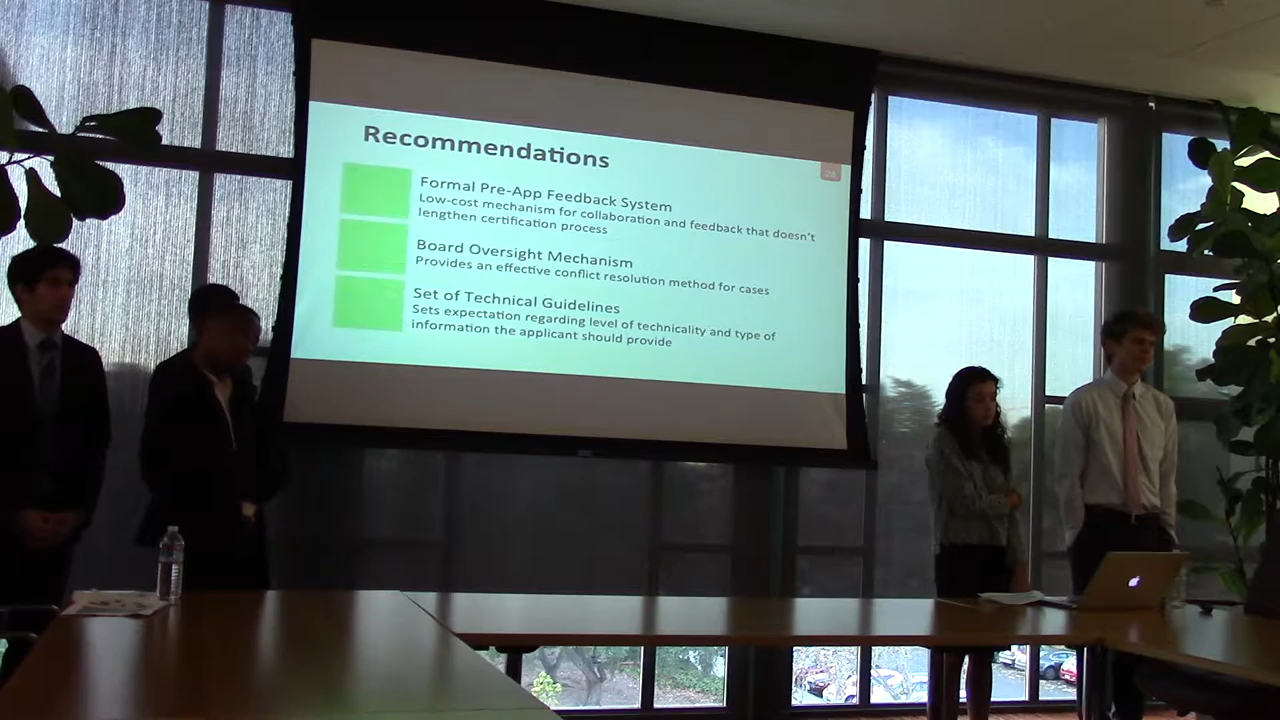 Recommendations
26
Formal Pre-App Feedback System
Low-cost mechanism for collaboration and feedback that doesn't
lengthen certification process
Board Oversight Mechanism
Provides an effective conflict resolution method for cases
Set of Technical Guidelines
Sets expectation regarding level of technicality and type of
information the applicant should provide